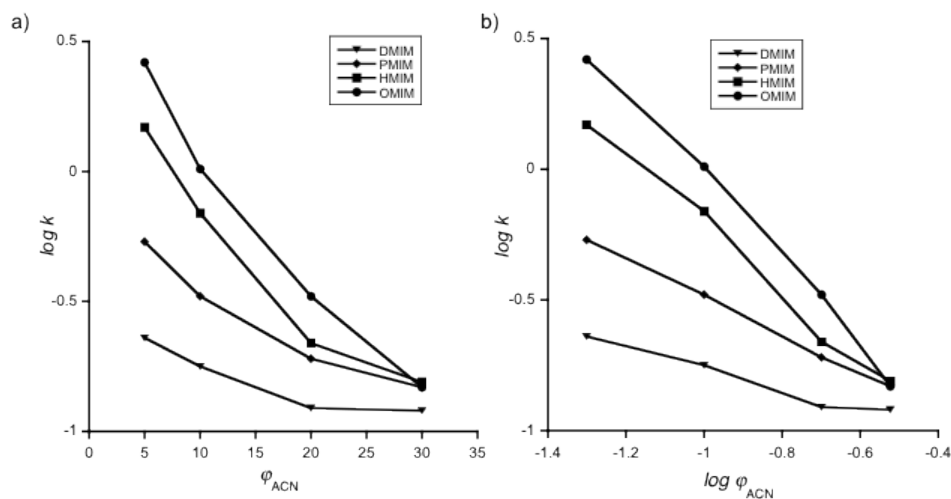 a)
0.5
0
-0.5
-1
log k
DMIM
PMIM
HMIM
OMIM
0 5 10 15 20 25 30 35
φACN
b)
0.5
0
-0.5
-1
log k
DMIM
PMIM
HMIM
OMIM
-1.4 -1.2 -1 -0.8 -0.6 -0.4
log φACN